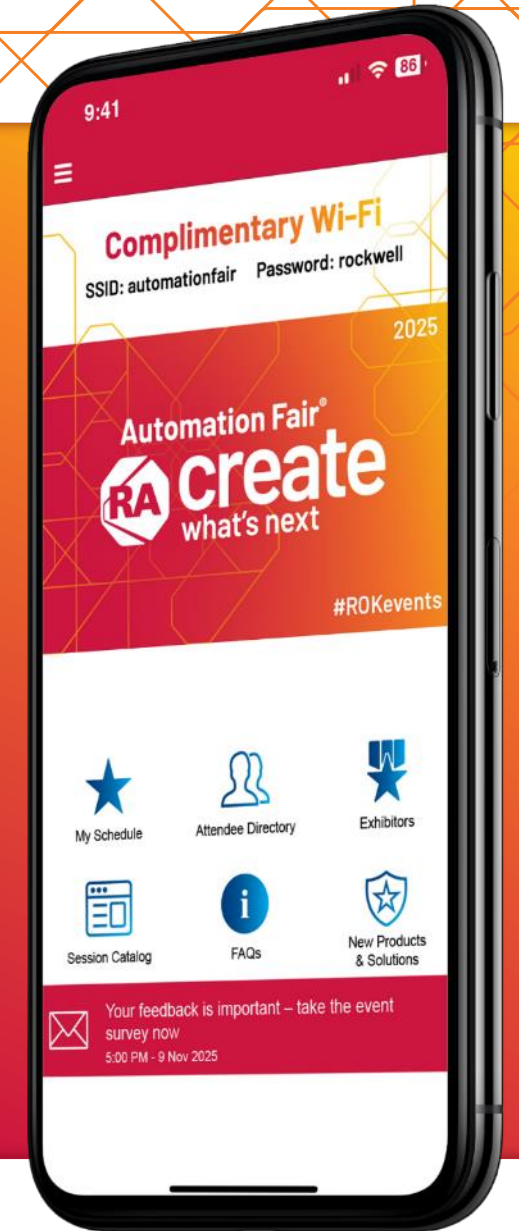 9:41
86
Complimentary Wi-Fi
SSID: automationfair Password: rockwell
2025
Automation Fair®
RA create
what's next
#ROKevents
My Schedule
Attendee Directory
Exhibitors
Session Catalog
i
FAQs
New Products
& Solutions
Your feedback is important – take the event
survey now
5:00 PM - 9 Nov 2025